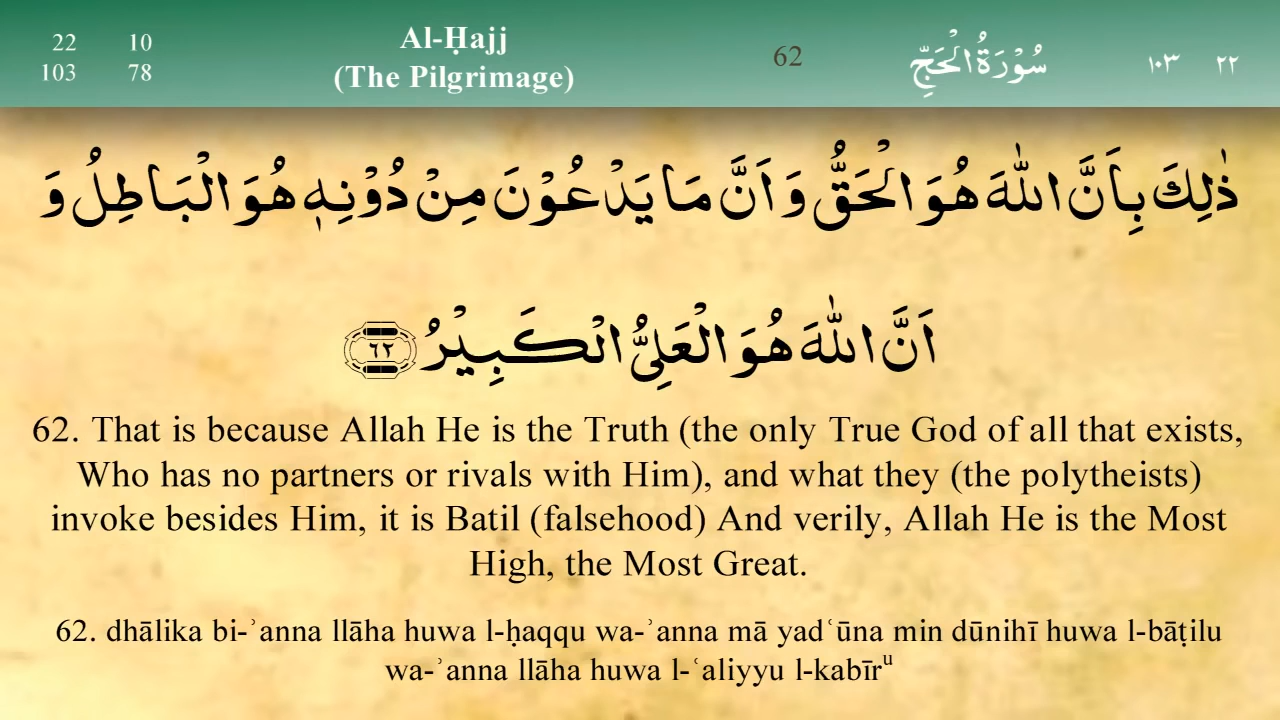 22 10 Al-Ḥajj 62 سُوْرَةُ الْحَجِّ ١٠٣ ٢٢
103 78 (The Pilgrimage)
ذٰلِكَ بِاَنَّ اللّٰهَ هُوَ الْحَقُّ وَ اَنَّ مَا يَدْعُوْنَ مِنْ دُوْنِهٖ هُوَ الْبَاطِلُ وَ
اَنَّ اللّٰهَ هُوَ الْعَلِىُّ الْكَبِيْرُ ٦٢
62. That is because Allah He is the Truth (the only True God of all that exists,
Who has no partners or rivals with Him), and what they (the polytheists)
invoke besides Him, it is Batil (falsehood) And verily, Allah He is the Most
High, the Most Great.
62. dhālika bi-ʾanna llāha huwa l-ḥaqqu wa-ʾanna mā yadʿūna min dūnihī huwa l-bāṭilu
wa-ʾanna llāha huwa l-ʿaliyyu l-kabīrᵘ